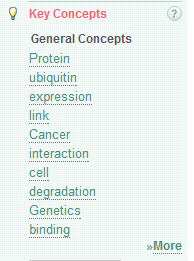 Key Concepts ?
General Concepts
Protein
ubiquitin
expression
link
Cancer
interaction
cell
degradation
Genetics
binding
»More